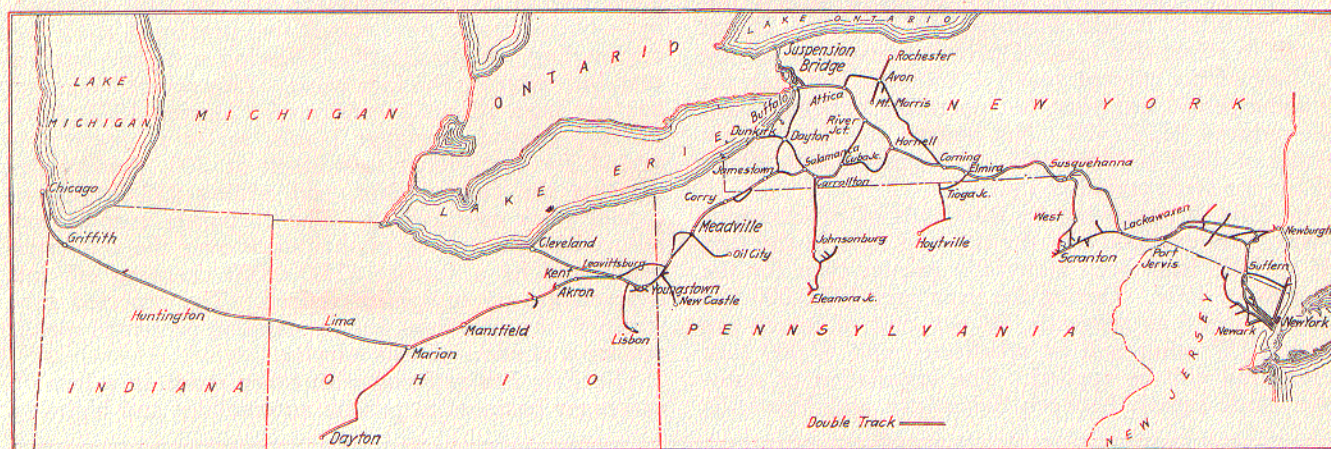 LAKE ONTARIO
LAKE
MICHIGAN
MICHIGAN
ONTARIO
Suspension
Bridge
Rochester
Avon
Mt. Morris
NEW YORK
Attica
Buffalo
River
Jct.
Dunkirk
Dayton
Hornell
Salamanca
Cuba Jc.
Corning
Elmira
Susquehanna
Jamestown
Carrollton
Tioga Jc.
Chicago
LAKE ERIE
Corry
West
Lackawaxen
Newburgh
Griffith
Cleveland
Meadville
Johnsonburg
Hoytville
Scranton
Port
Jervis
Suffern
Oil City
Leavittsburg
Kent
Akron
Youngstown
New Castle
Eleanora Jc.
Huntington
Lima
Mansfield
Lisbon
PENNSYLVANIA
Newark
New York
Marion
INDIANA
OHIO
NEW JERSEY
Double Track
Dayton